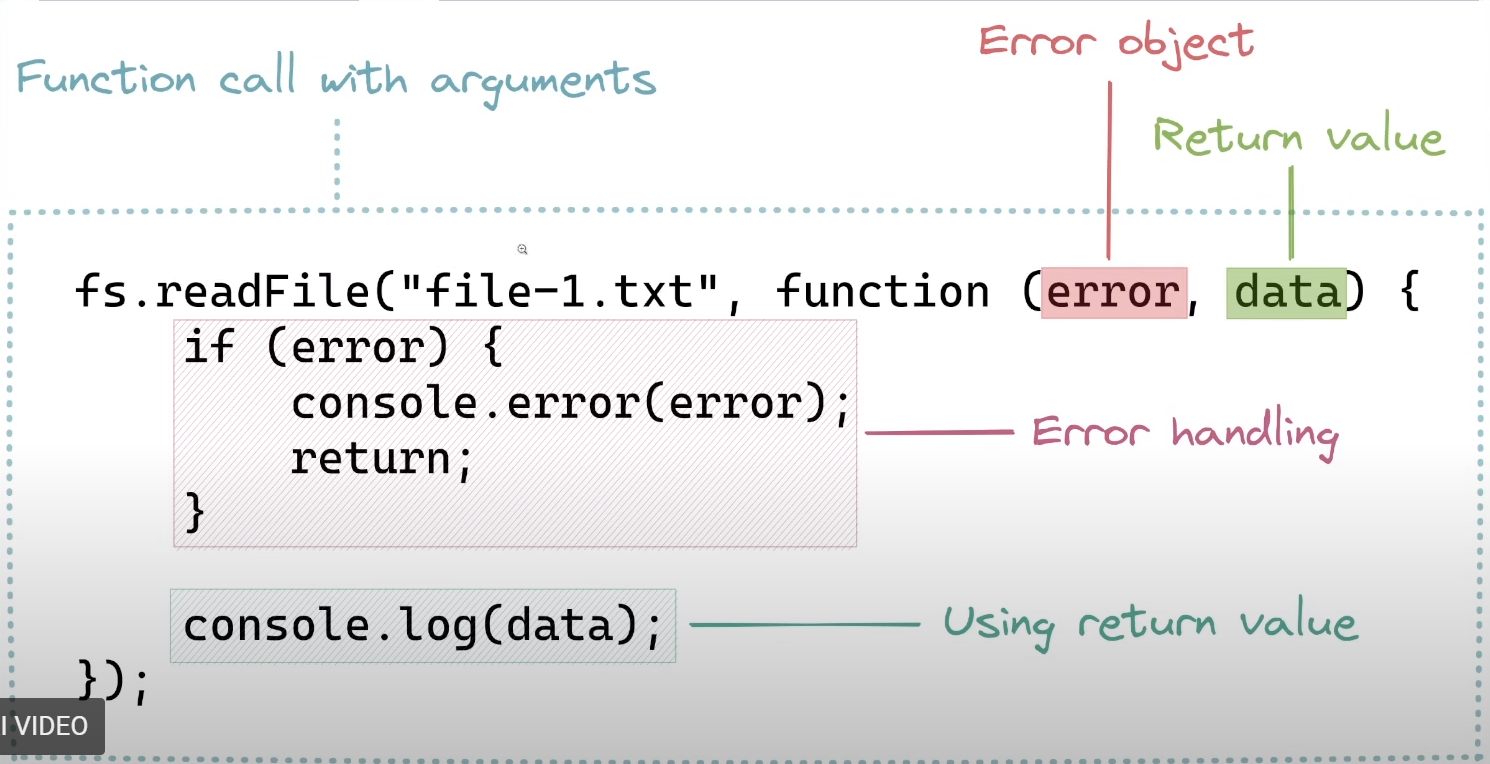 Error object
Function call with arguments
Return value
fs.readFile("file-1.txt", function (error, data) {
if (error) {
console.error(error);
return;
}
Error handling
console.log(data);
Using return value
});
I VIDEO